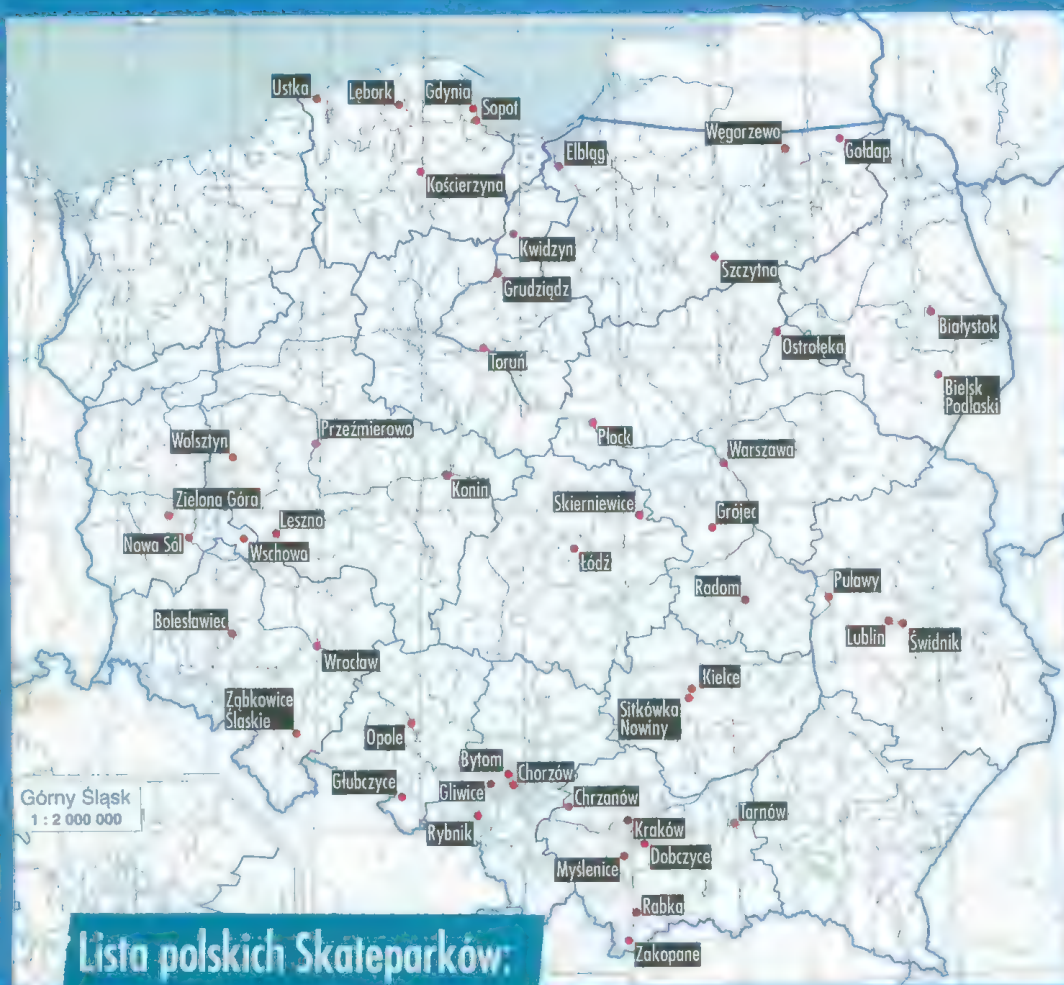 Ustka
Lębork
Gdynia
Sopot
Węgorzewo
Gołdap
Elbląg
Kościerzyna
Kwidzyn
Szczytna
Grudziądz
Białystok
Ostrołęka
Toruń
Bielsk
Podlaski
Przeźmierowo
Wolsztyn
Płock
Warszawa
Konin
Zielona Góra
Skierniewice
Grójec
Leszno
Nowa Sól
Wschowa
Łódź
Radom
Puławy
Bolesławiec
Lublin
Świdnik
Wrocław
Kielce
Ząbkowice
Śląskie
Sitkówka
Nowiny
Opole
Bytom
Chorzów
Głubczyce
Gliwice
Górny Śląsk
1 : 2 000 000
Chrzanów
Tarnów
Rybnik
Kraków
Dobczyce
Myślenice
Rabka
Zakopane
Lista polskich Skateparków: